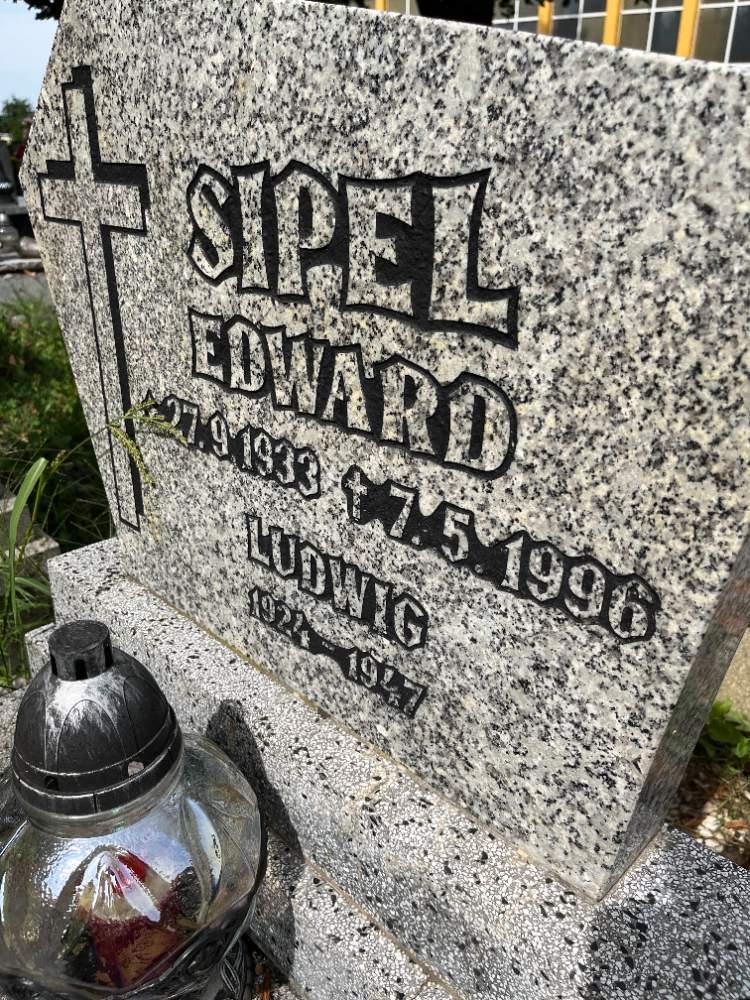 SIPEL
EDWARD
* 27.9.1933 † 7.5.1996
LUDWIG
1924 - 1947